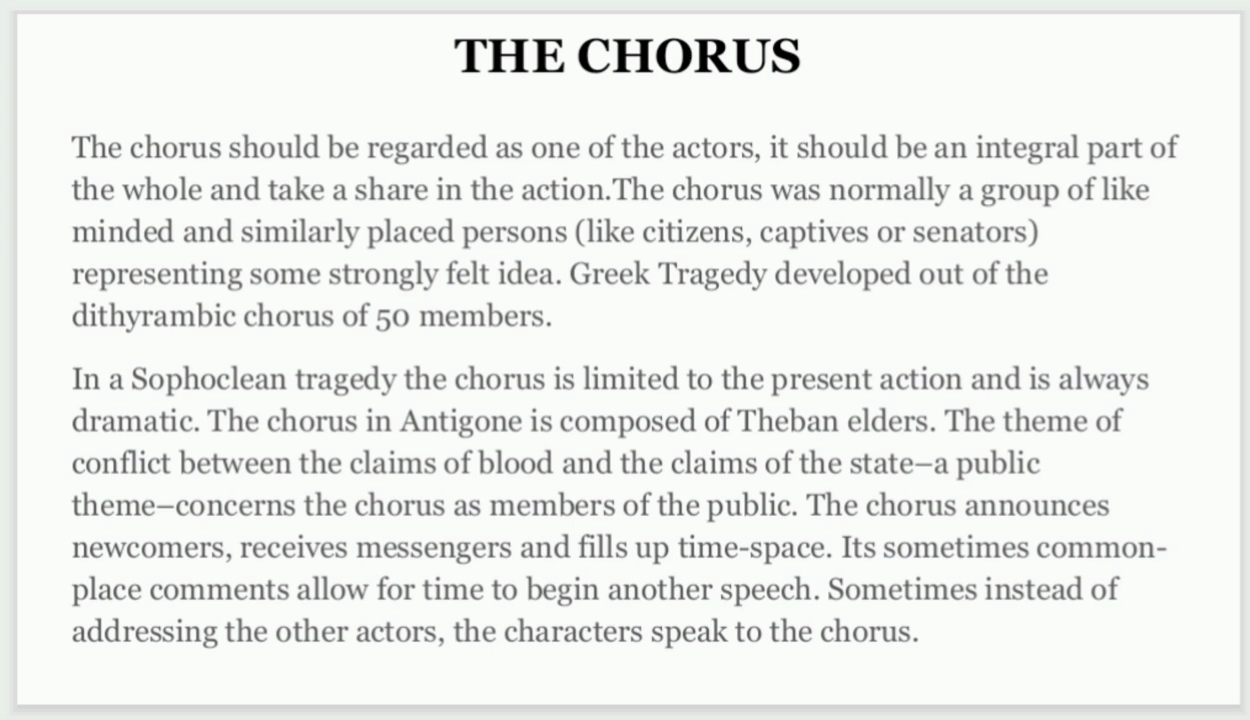 THE CHORUS
The chorus should be regarded as one of the actors, it should be an integral part of
the whole and take a share in the action.The chorus was normally a group of like
minded and similarly placed persons (like citizens, captives or senators)
representing some strongly felt idea. Greek Tragedy developed out of the
dithyrambic chorus of 50 members.
In a Sophoclean tragedy the chorus is limited to the present action and is always
dramatic. The chorus in Antigone is composed of Theban elders. The theme of
conflict between the claims of blood and the claims of the state–a public
theme–concerns the chorus as members of the public. The chorus announces
newcomers, receives messengers and fills up time-space. Its sometimes common-
place comments allow for time to begin another speech. Sometimes instead of
addressing the other actors, the characters speak to the chorus.